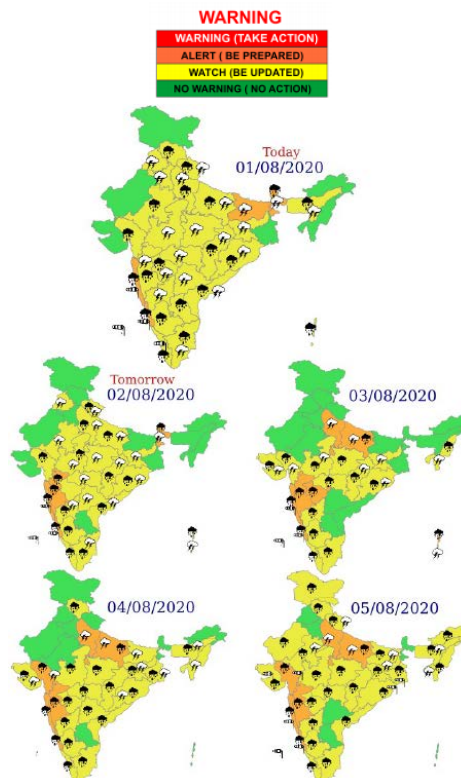 WARNING
WARNING (TAKE ACTION)
ALERT ( BE PREPARED)
WATCH (BE UPDATED)
NO WARNING ( NO ACTION)
Today
01/08/2020
Tomorrow
02/08/2020
03/08/2020
04/08/2020
05/08/2020